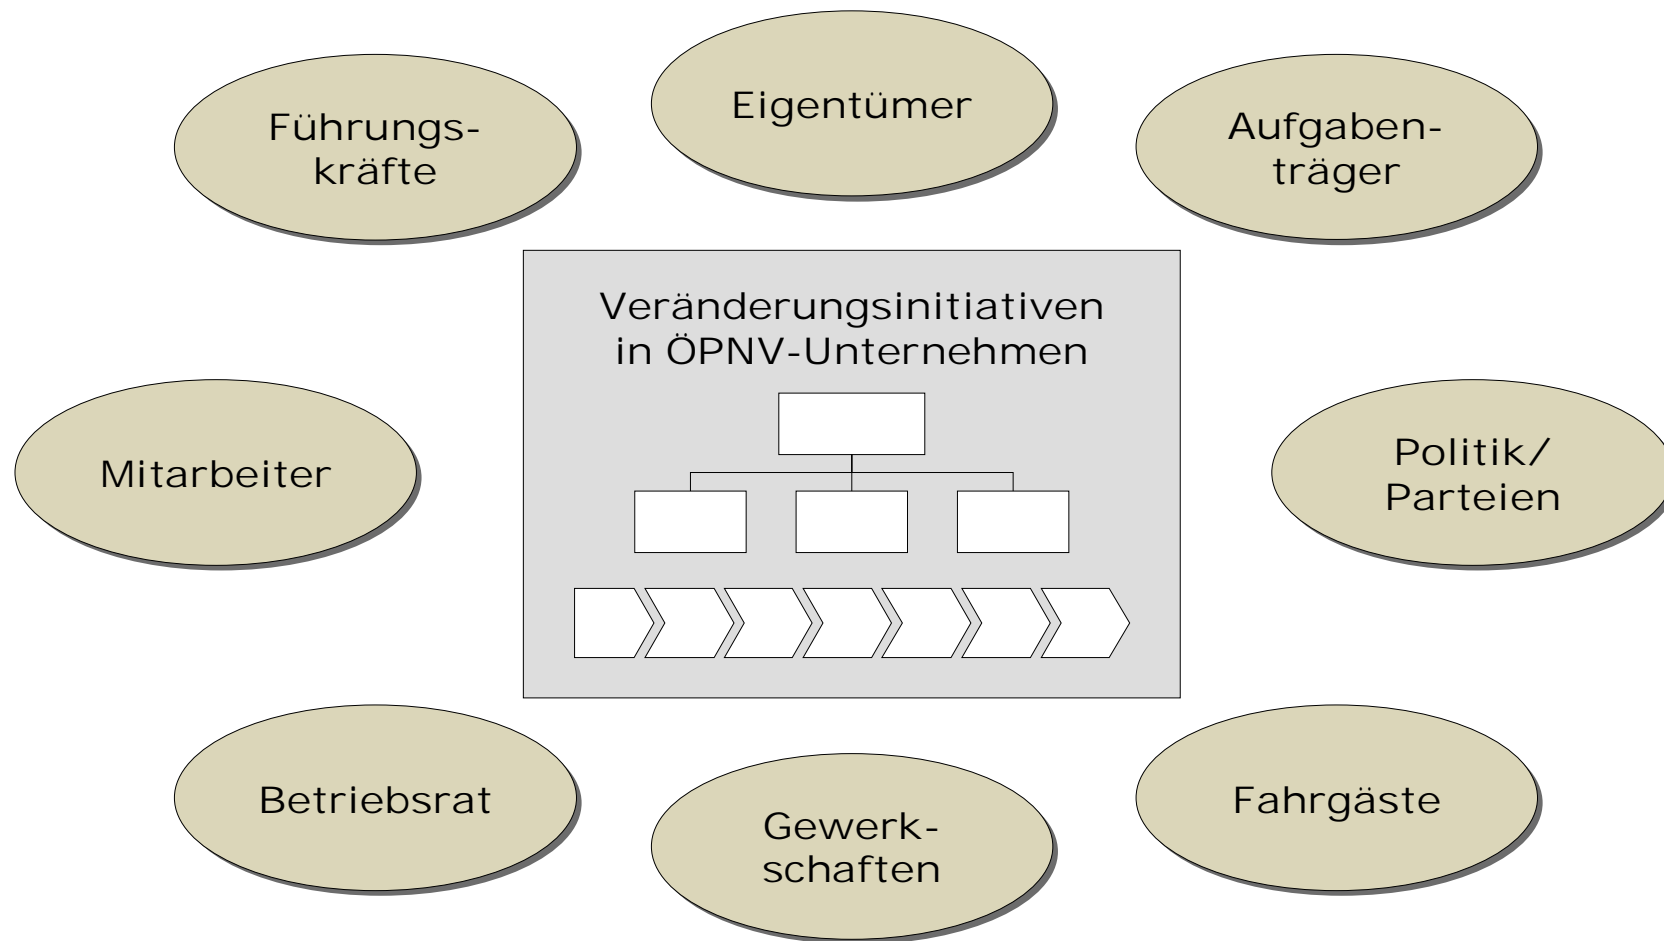 Eigentümer
Führungs-
kräfte
Aufgaben-
träger
Veränderungsinitiativen
in ÖPNV-Unternehmen
Mitarbeiter
Politik/
Parteien
Betriebsrat
Gewerk-
schaften
Fahrgäste